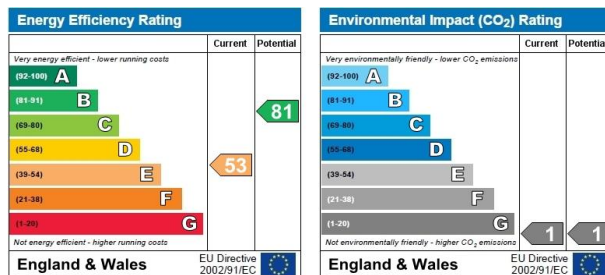 Energy Efficiency Rating
Current Potential
Very energy efficient - lower running costs
(92-100) A
(81-91) B
81
(69-80) C
(55-68) D
(39-54) E
53
(21-38) F
(1-20) G
Not energy efficient - higher running costs
England & Wales
EU Directive
2002/91/EC
Environmental Impact (CO₂) Rating
Current Potential
Very environmentally friendly - lower CO₂ emissions
(92-100) A
(81-91) B
(69-80) C
(55-68) D
(39-54) E
(21-38) F
(1-20) G
1 1
Not environmentally friendly - higher CO₂ emissions
England & Wales
EU Directive
2002/91/EC